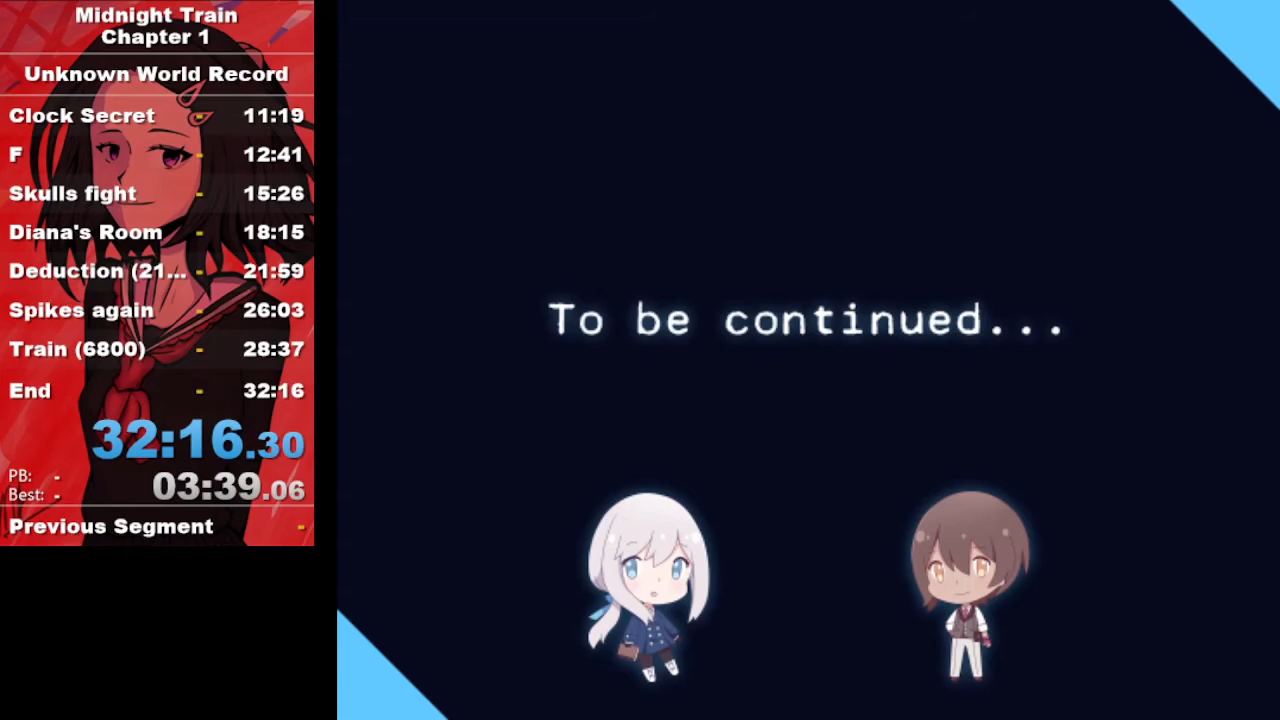 Midnight Train
Chapter 1
Unknown World Record
Clock Secret - 11:19
F - 12:41
Skulls fight - 15:26
Diana's Room - 18:15
Deduction (21... - 21:59
Spikes again - 26:03
Train (6800) - 28:37
End - 32:16
32:16.30
PB: -
Best: -
03:39.06
Previous Segment -
To be continued...